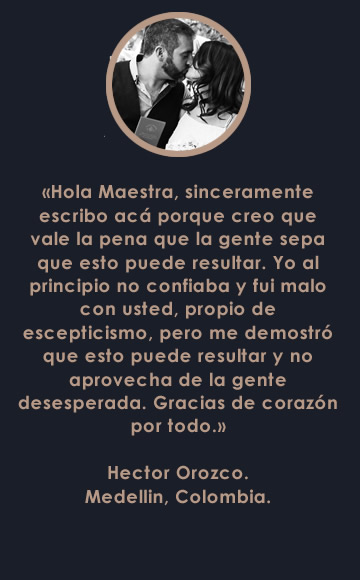 «Hola Maestra, sinceramente
escribo acá porque creo que
vale la pena que la gente sepa
que esto puede resultar. Yo al
principio no confiaba y fui malo
con usted, propio de
escepticismo, pero me demostró
que esto puede resultar y no
aprovecha de la gente
desesperada. Gracias de corazón
por todo.»
Hector Orozco.
Medellin, Colombia.